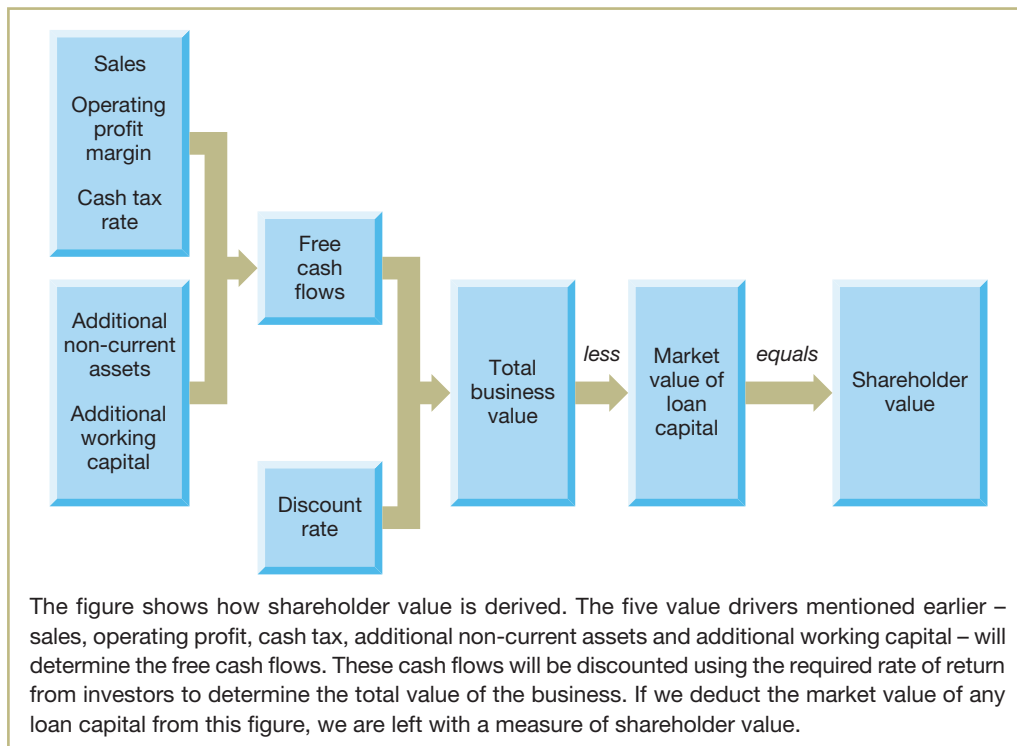 Sales
Operating
profit
margin
Cash tax
rate
Additional
non-current
assets
Additional
working
capital
Free
cash
flows
Discount
rate
Total
business
value
less
Market
value of
loan
capital
equals
Shareholder
value
The figure shows how shareholder value is derived. The five value drivers mentioned earlier –
sales, operating profit, cash tax, additional non-current assets and additional working capital – will
determine the free cash flows. These cash flows will be discounted using the required rate of return
from investors to determine the total value of the business. If we deduct the market value of any
loan capital from this figure, we are left with a measure of shareholder value.